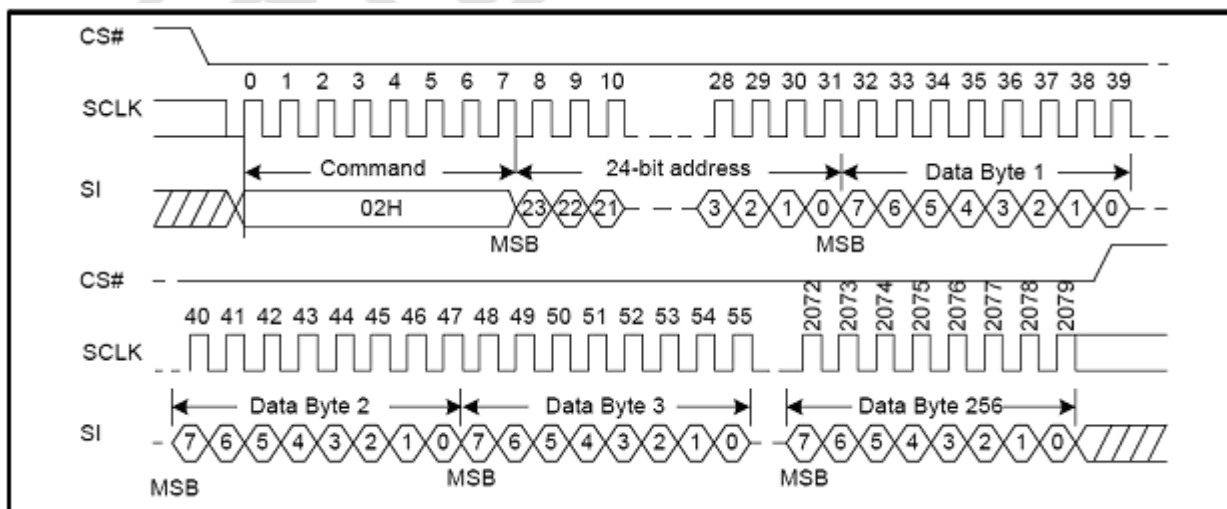 CS#
0 1 2 3 4 5 6 7 8 9 10 28 29 30 31 32 33 34 35 36 37 38 39
SCLK
Command 24-bit address Data Byte 1
SI
02H 23 22 21 3 2 1 0 7 6 5 4 3 2 1 0
MSB MSB
CS#
40 41 42 43 44 45 46 47 48 49 50 51 52 53 54 55 2072 2073 2074 2075 2076 2077 2078 2079
SCLK
Data Byte 2 Data Byte 3 Data Byte 256
SI
7 6 5 4 3 2 1 0 7 6 5 4 3 2 1 0 7 6 5 4 3 2 1 0
MSB MSB MSB